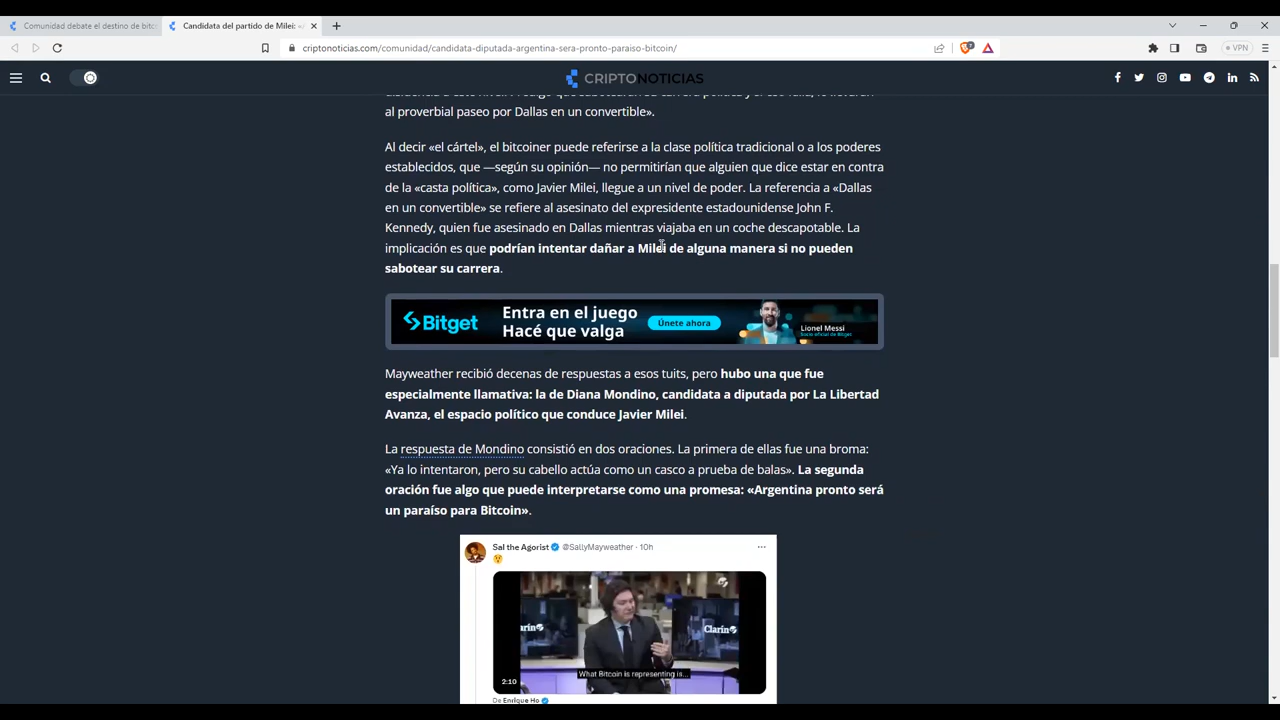 Comunidad debate el destino de bitc
Candidata del partido de Milei: «
criptonoticias.com/comunidad/candidata-diputada-argentina-sera-pronto-paraiso-bitcoin/
VPN
CRIPTONOTICIAS
al proverbial paseo por Dallas en un convertible».
Al decir «el cártel», el bitcoiner puede referirse a la clase política tradicional o a los poderes
establecidos, que —según su opinión— no permitirían que alguien que dice estar en contra
de la «casta política», como Javier Milei, llegue a un nivel de poder. La referencia a «Dallas
en un convertible» se refiere al asesinato del expresidente estadounidense John F.
Kennedy, quien fue asesinado en Dallas mientras viajaba en un coche descapotable. La
implicación es que podrían intentar dañar a Milei de alguna manera si no pueden
sabotear su carrera.
Bitget
Entra en el juego
Hacé que valga
Únete ahora
Lionel Messi
Socio oficial de Bitget
Mayweather recibió decenas de respuestas a esos tuits, pero hubo una que fue
especialmente llamativa: la de Diana Mondino, candidata a diputada por La Libertad
Avanza, el espacio político que conduce Javier Milei.
La respuesta de Mondino consistió en dos oraciones. La primera de ellas fue una broma:
«Ya lo intentaron, pero su cabello actúa como un casco a prueba de balas». La segunda
oración fue algo que puede interpretarse como una promesa: «Argentina pronto será
un paraíso para Bitcoin».
Sal the Agorist @SallyMayweather · 10h
Clarín
Clarín
What Bitcoin is representing is...
2:10
De Enrique Ho